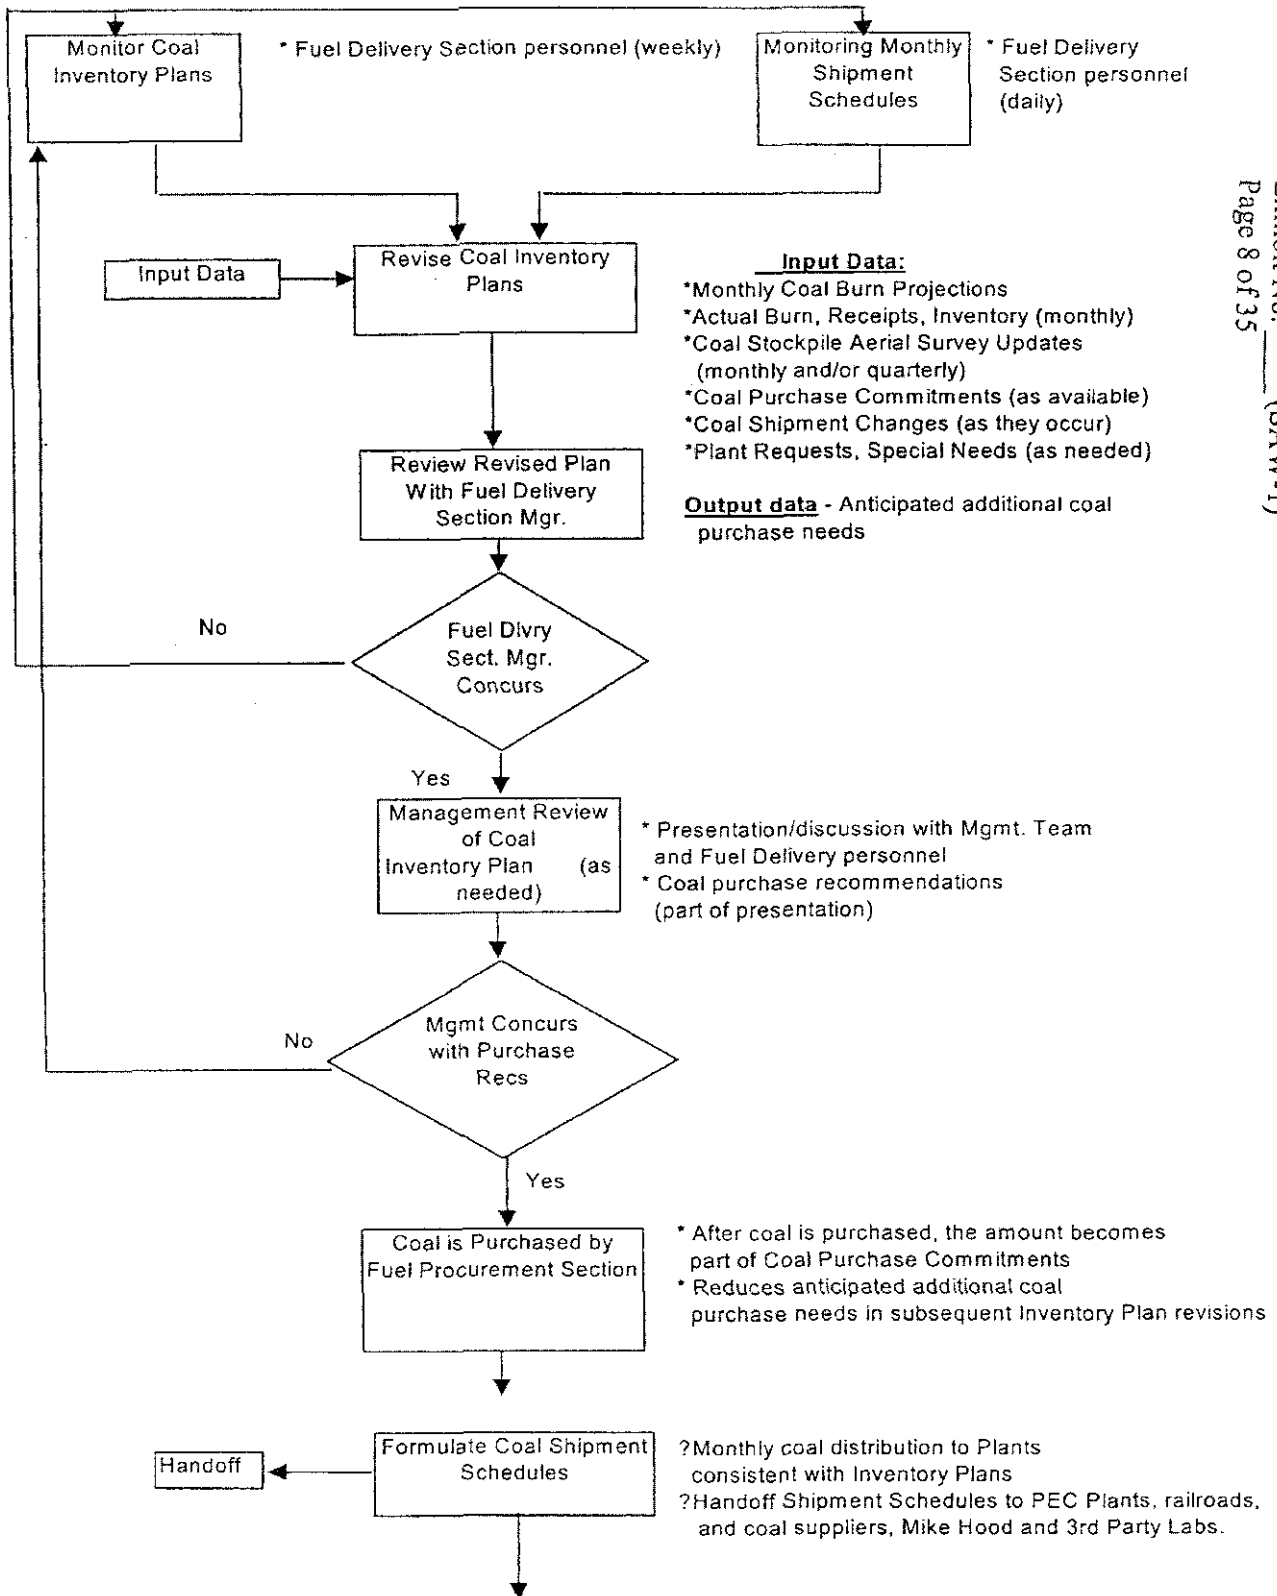 Monitor Coal
Inventory Plans
* Fuel Delivery Section personnel (weekly)
Monitoring Monthly
Shipment
Schedules
* Fuel Delivery
Section personnel
(daily)
Page 8 of 35
Input Data
Revise Coal Inventory
Plans
Input Data:
*Monthly Coal Burn Projections
*Actual Burn, Receipts, Inventory (monthly)
*Coal Stockpile Aerial Survey Updates
(monthly and/or quarterly)
*Coal Purchase Commitments (as available)
*Coal Shipment Changes (as they occur)
*Plant Requests, Special Needs (as needed)
Output data - Anticipated additional coal
purchase needs
Review Revised Plan
With Fuel Delivery
Section Mgr.
No
Fuel Dlvry
Sect. Mgr.
Concurs
Yes
Management Review
of Coal
Inventory Plan (as
needed)
* Presentation/discussion with Mgmt. Team
and Fuel Delivery personnel
* Coal purchase recommendations
(part of presentation)
No
Mgmt Concurs
with Purchase
Recs
Yes
Coal is Purchased by
Fuel Procurement Section
* After coal is purchased, the amount becomes
part of Coal Purchase Commitments
* Reduces anticipated additional coal
purchase needs in subsequent Inventory Plan revisions
Handoff
Formulate Coal Shipment
Schedules
?Monthly coal distribution to Plants
consistent with Inventory Plans
?Handoff Shipment Schedules to PEC Plants, railroads,
and coal suppliers, Mike Hood and 3rd Party Labs.